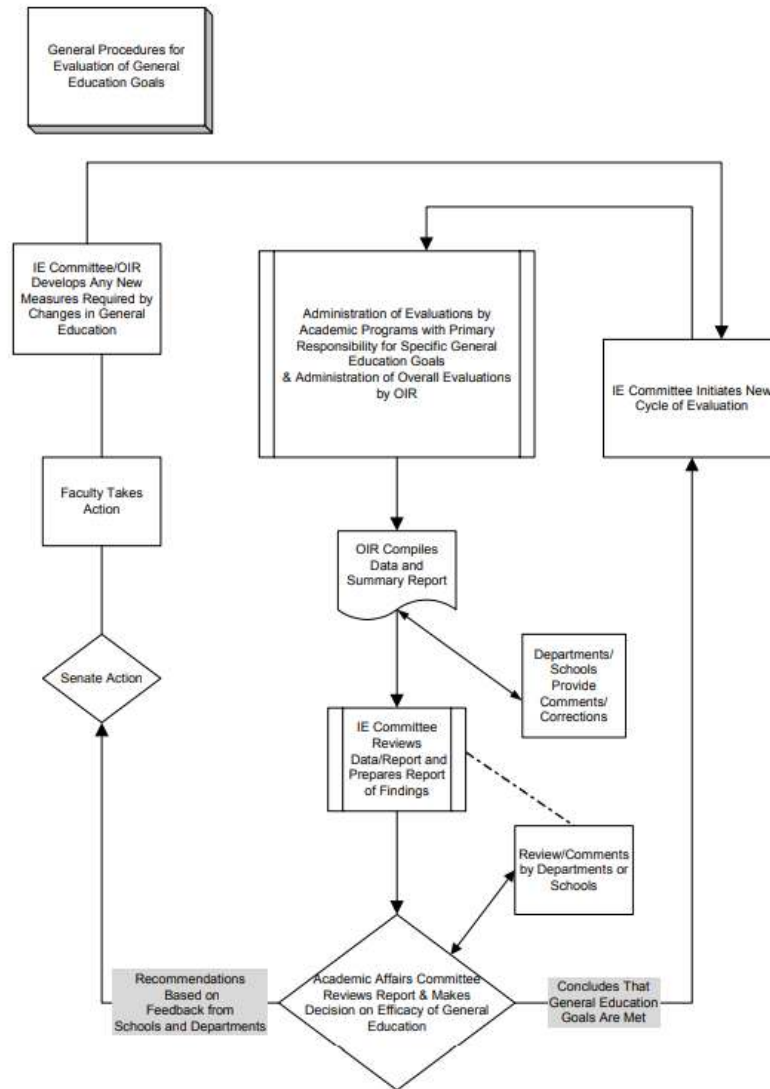 General Procedures for
Evaluation of General
Education Goals
IE Committee/OIR
Develops Any New
Measures Required by
Changes in General
Education
Administration of Evaluations by
Academic Programs with Primary
Responsibility for Specific General
Education Goals
& Administration of Overall Evaluations
by OIR
IE Committee Initiates New
Cycle of Evaluation
Faculty Takes
Action
OIR Compiles
Data and
Summary Report
Senate Action
Departments/
Schools
Provide
Comments/
Corrections
IE Committee
Reviews
Data/Report and
Prepares Report
of Findings
Review/Comments
by Departments or
Schools
Recommendations
Based on
Feedback from
Schools and Departments
Academic Affairs Committee
Reviews Report & Makes
Decision on Efficacy of General
Education
Concludes That
General Education
Goals Are Met